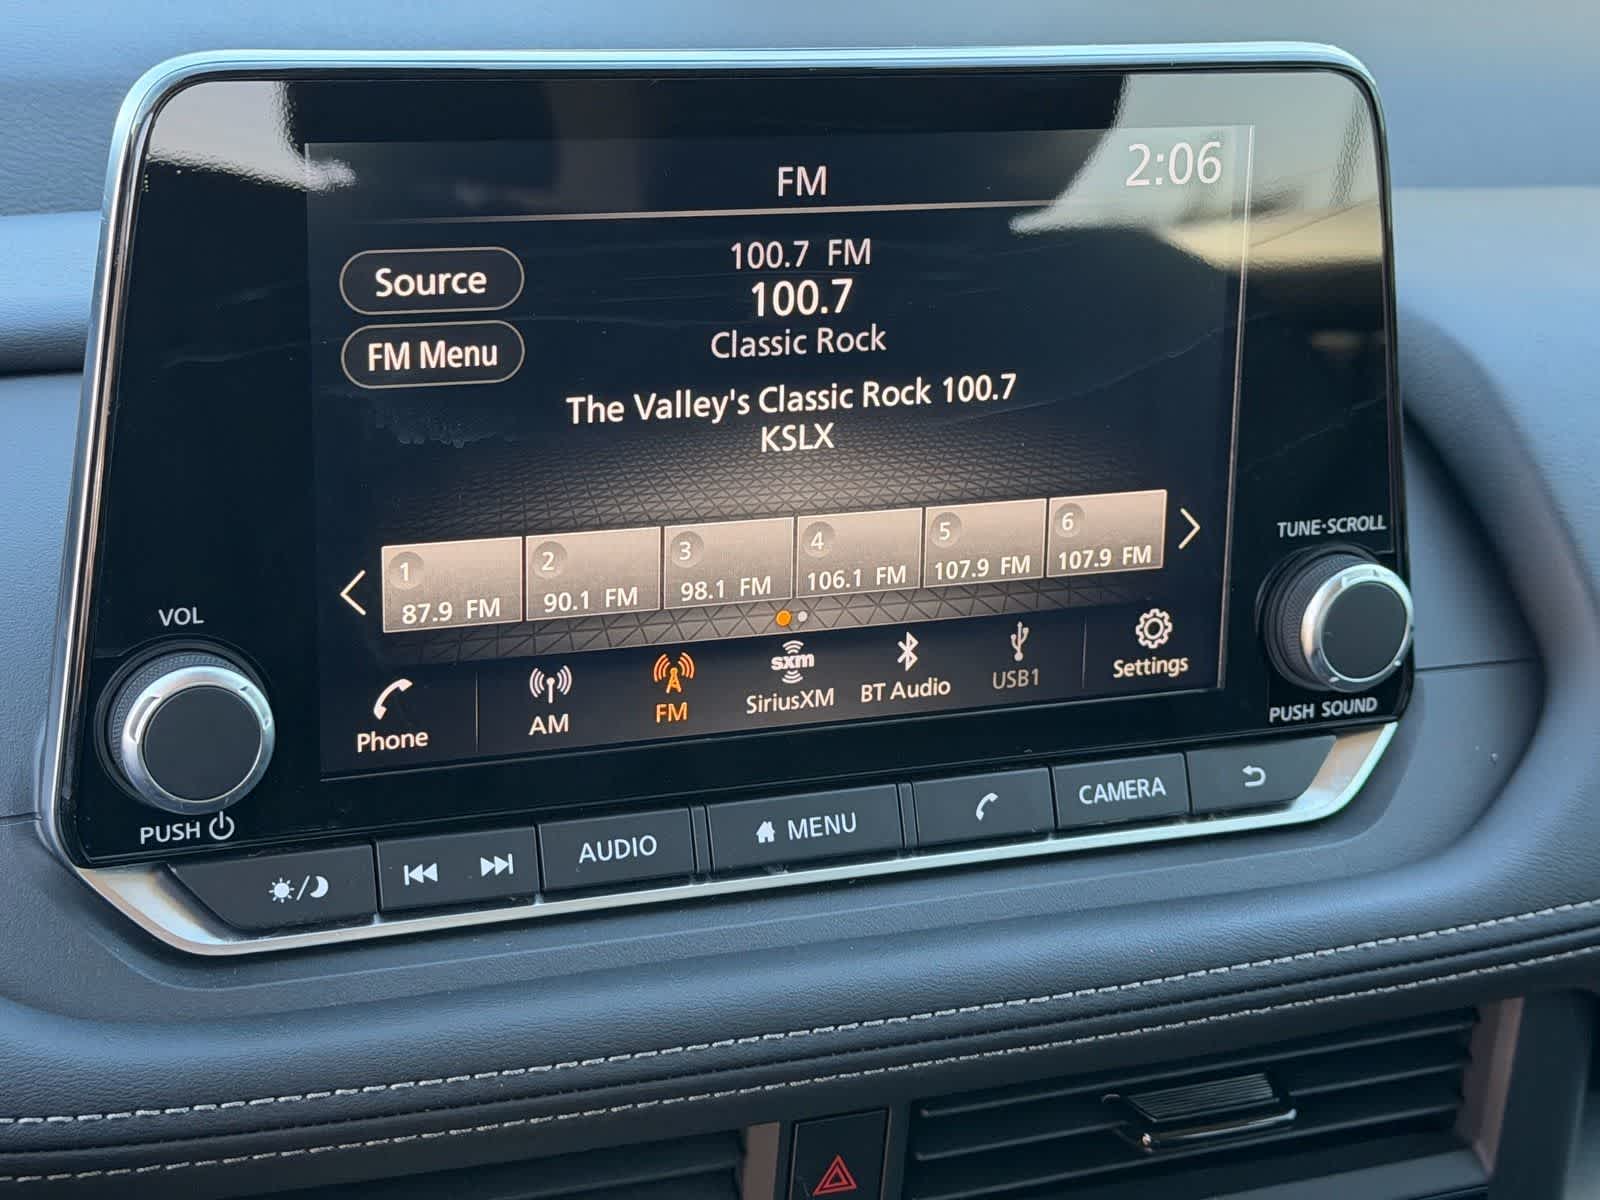 FM
2:06
Source
100.7 FM
100.7
Classic Rock
FM Menu
The Valley's Classic Rock 100.7
KSLX
1 87.9 FM
2 90.1 FM
3 98.1 FM
4 106.1 FM
5 107.9 FM
6 107.9 FM
TUNE·SCROLL
VOL
Phone
AM
FM
sxm
SiriusXM
BT Audio
USB1
Settings
PUSH SOUND
PUSH
AUDIO
MENU
CAMERA